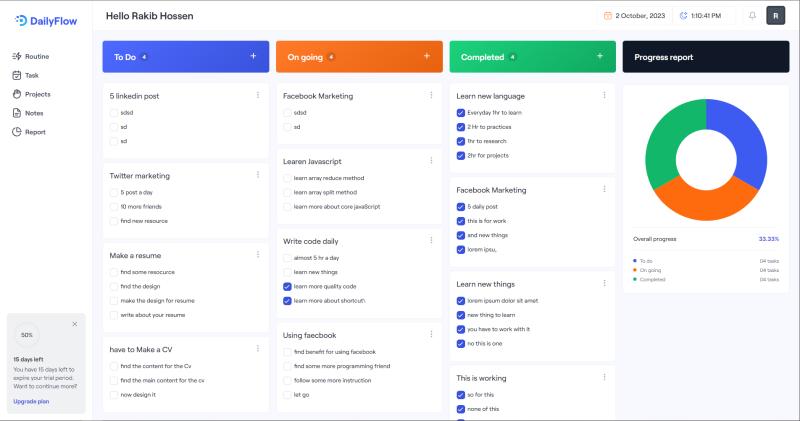 DailyFlow
Hello Rakib Hossen
2 October, 2023
1:10:41 PM
R
Routine
Task
Projects
Notes
Report
50%
15 days left
You have 15 days left to
expire your trial period.
Want to continue more?
Upgrade plan
To Do 4 +
5 linkedin post
sdsd
sd
sd
Twitter marketing
5 post a day
10 more friends
find new resource
Make a resume
find some resocurce
find the design
make the design for resume
write about your resume
have to Make a CV
find the content for the Cv
find the main content for the cv
now design it
On going 4 +
Facebook Marketing
sdsd
sd
Learen Javascript
learn array reduce method
learn array split method
learn more about core javaScript
Write code daily
almost 5 hr a day
learn new things
learn more quality code
learn more about shortcut\
Using faecbook
find benefit for using facebook
find some more programming friend
follow some more instruction
let go
Completed 4 +
Learn new language
Everyday 1hr to learn
2 Hr to practices
1hr to research
2hr for projects
Facebook Marketing
5 daily post
this is for work
and new things
lorem ipsu,
Learn new things
lorem ipsum dolor sit amet
new thing to learn
you have to work with it
no this is one
This is working
so for this
none of this
Progress report
Overall progress 33.33%
To do 04 tasks
On going 04 tasks
Completed 04 tasks